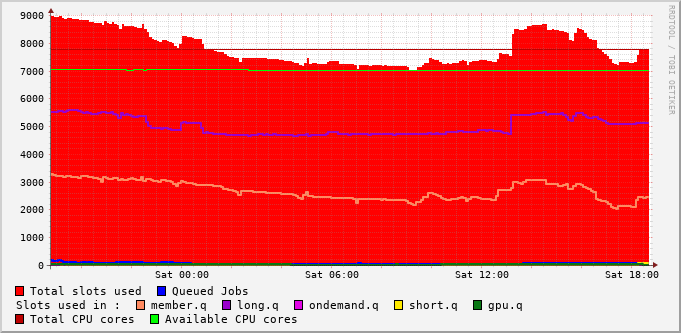 9000
8000
7000
6000
5000
4000
3000
2000
1000
0
Sat 00:00 Sat 06:00 Sat 12:00 Sat 18:00
Total slots used Queued Jobs
Slots used in : member.q long.q ondemand.q short.q gpu.q
Total CPU cores Available CPU cores
RRDTOOL / TOBI OETIKER